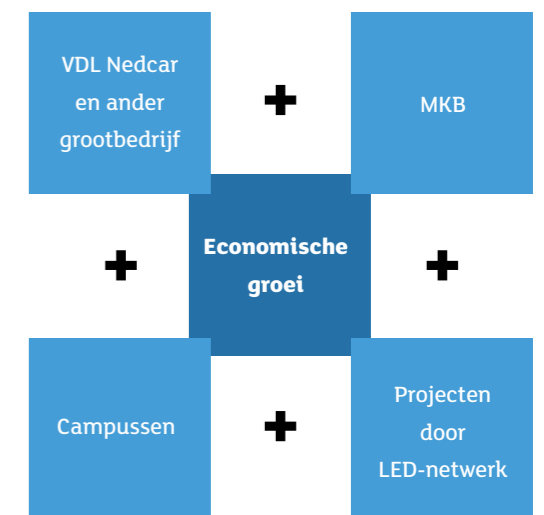 VDL Nedcar
en ander
grootbedrijf
+
MKB
+
Economische
groei
+
Campussen
+
Projecten
door
LED-netwerk